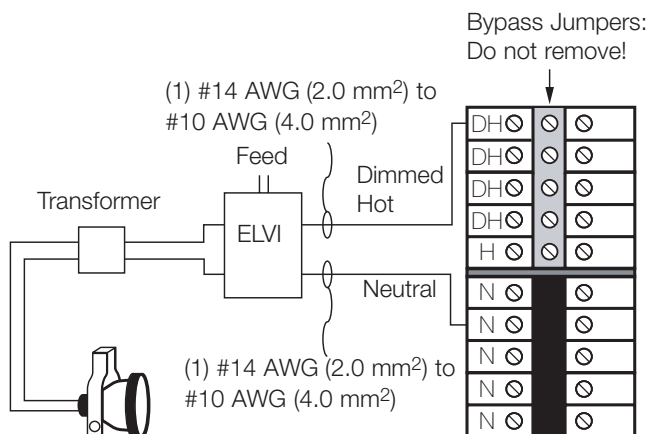 Bypass Jumpers:
Do not remove!
(1) #14 AWG (2.0 mm²) to
#10 AWG (4.0 mm²)
Feed
Dimmed
Hot
Transformer
ELVI
Neutral
(1) #14 AWG (2.0 mm²) to
#10 AWG (4.0 mm²)
DH
DH
DH
DH
H
N
N
N
N
N